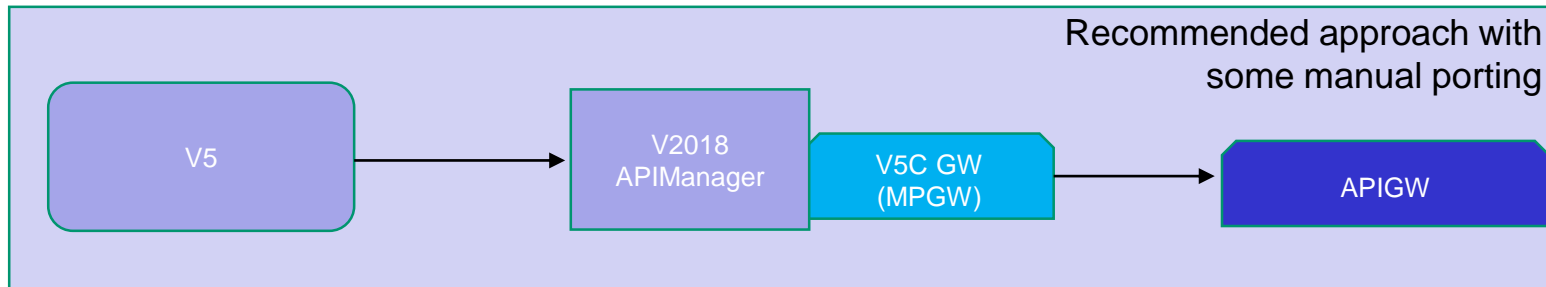 Recommended approach with
some manual porting
V5
V2018
APIManager
V5C GW
(MPGW)
APIGW